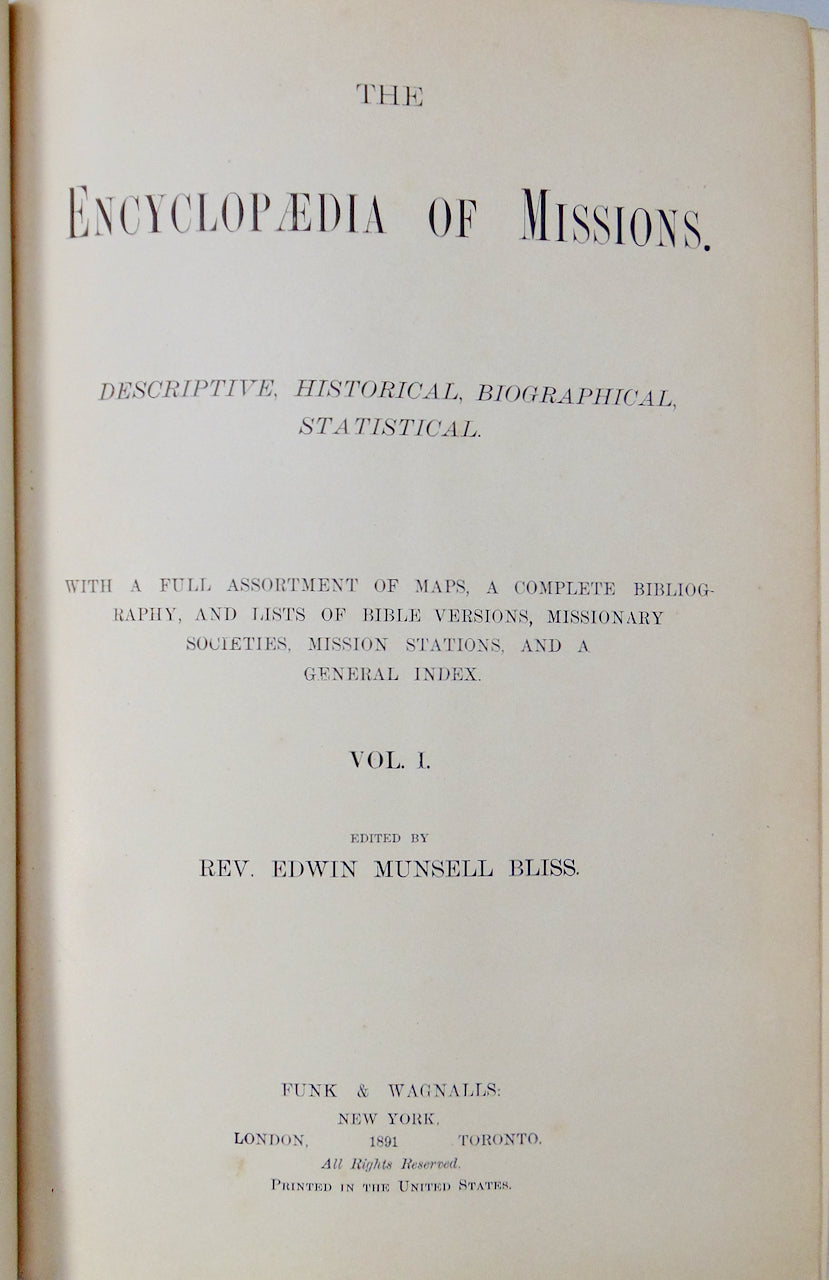 THE
ENCYCLOPÆDIA OF MISSIONS.
DESCRIPTIVE, HISTORICAL, BIOGRAPHICAL,
STATISTICAL.
WITH A FULL ASSORTMENT OF MAPS, A COMPLETE BIBLIOG-
RAPHY, AND LISTS OF BIBLE VERSIONS, MISSIONARY
SOCIETIES, MISSION STATIONS, AND A
GENERAL INDEX.
VOL. I.
EDITED BY
REV. EDWIN MUNSELL BLISS.
FUNK & WAGNALLS:
NEW YORK,
LONDON, 1891 TORONTO.
All Rights Reserved.
PRINTED IN THE UNITED STATES.